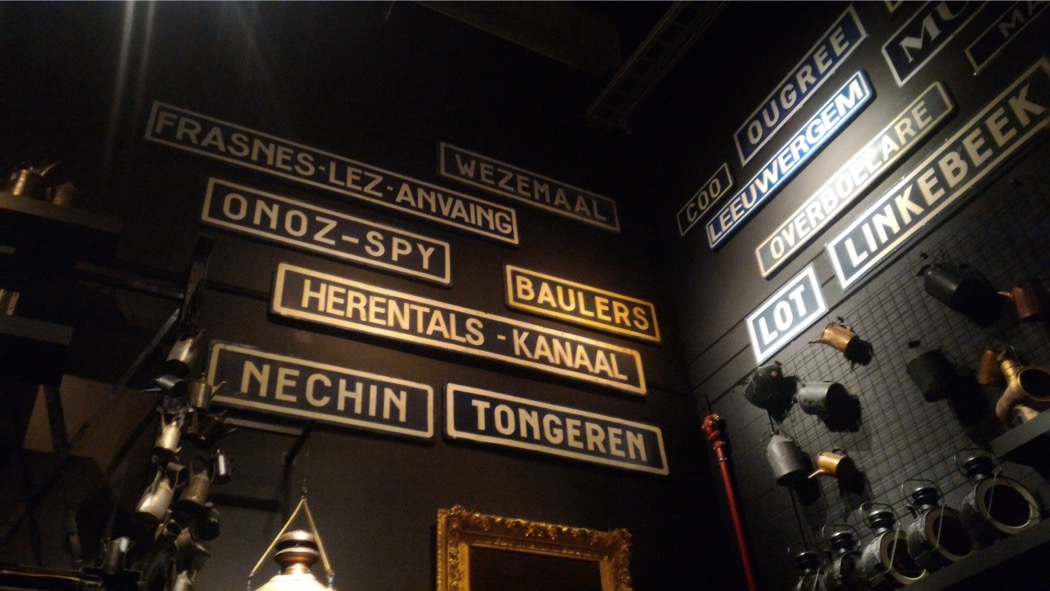 FRASNES-LEZ-ANVAING
WEZEMAAL
ONOZ-SPY
BAULERS
HERENTALS - KANAAL
NECHIN
TONGEREN
OUGREE
COO
LEEUWERGEM
OVERBOELARE
LINKEBEEK
LOT